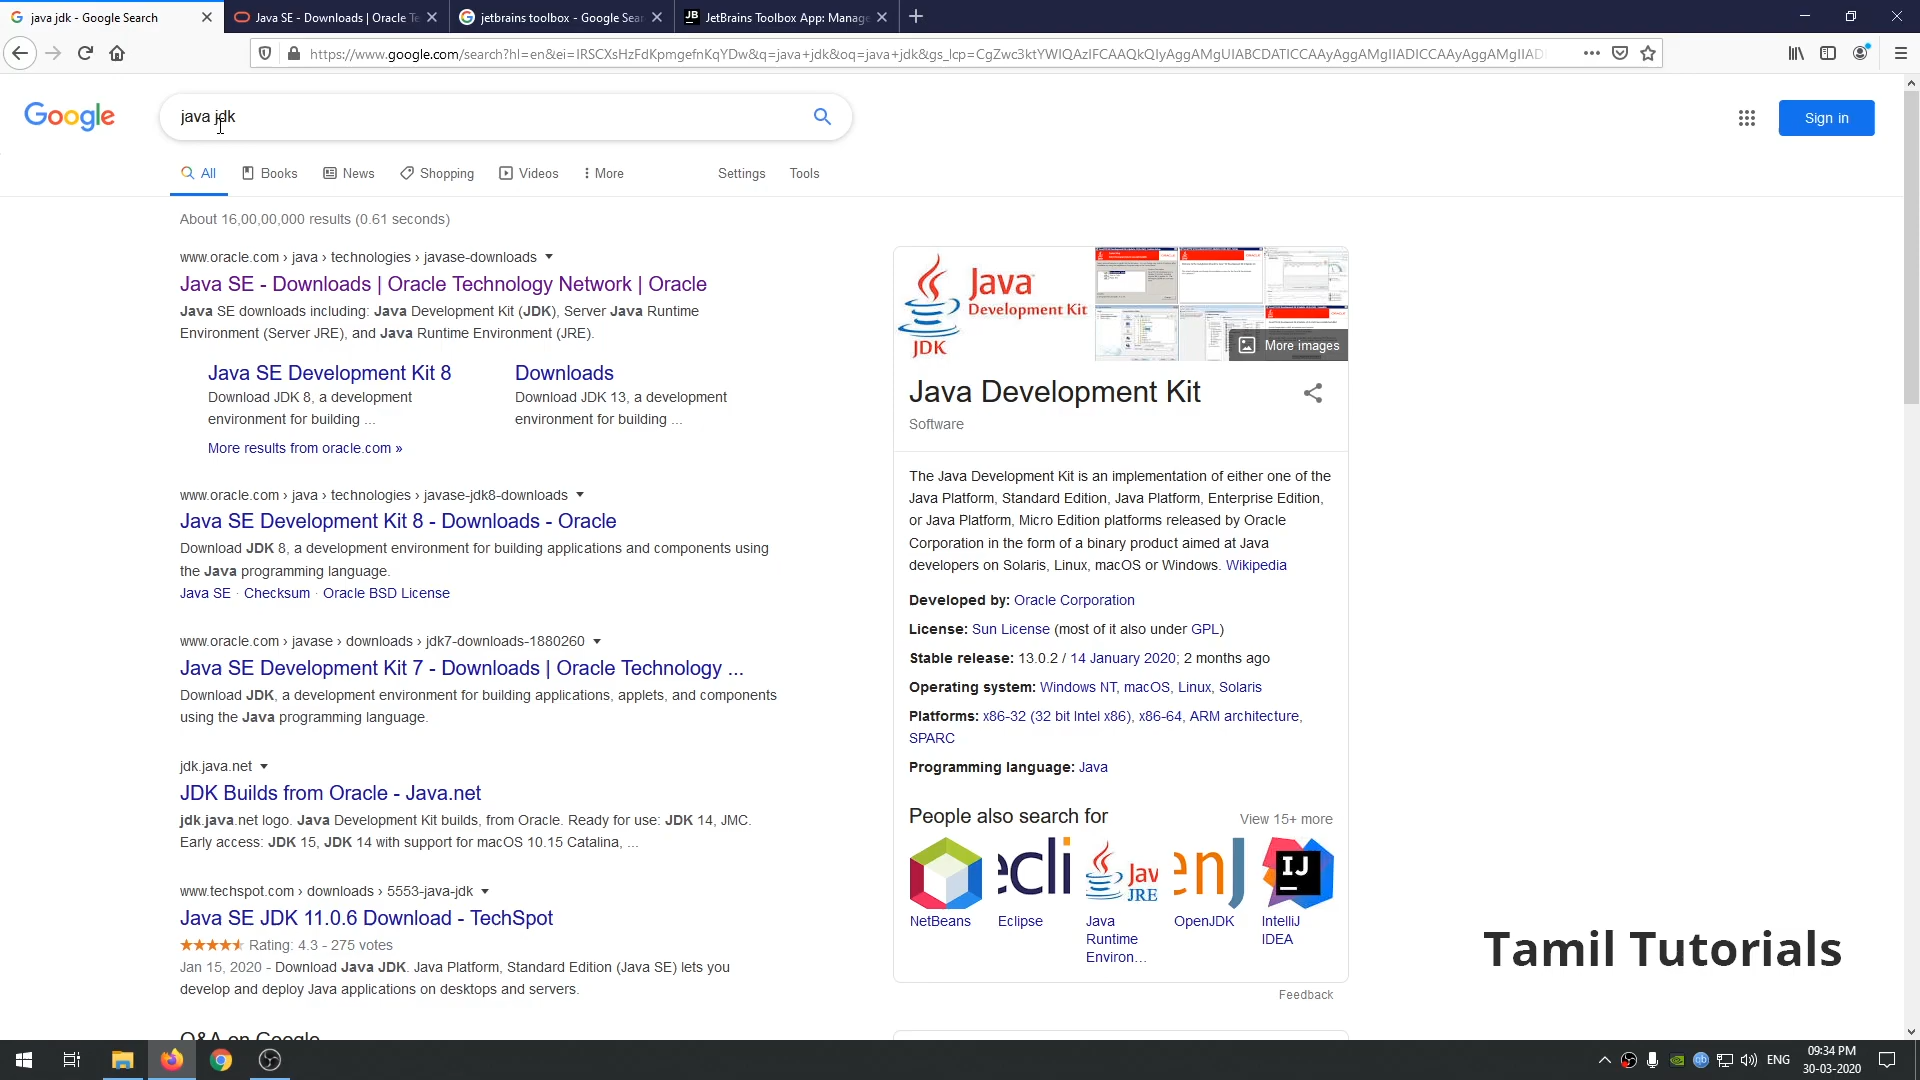 java jdk - Google Search
Java SE - Downloads | Oracle Te
jetbrains toolbox - Google Sear
JB JetBrains Toolbox App: Manage
https://www.google.com/search?hl=en&ei=IRSCXsHzFdKpmgefnKqYDw&q=java+jdk&oq=java+jdk&gs_lcp=CgZwc3ktYWIQAzIFCAAQkQIyAggAMgUIABCDATICCAAyAggAMgIIADICCAAyAggAMgIIADI
Google
java jdk
Sign in
All
Books
News
Shopping
Videos
More
Settings
Tools
About 16,00,00,000 results (0.61 seconds)
www.oracle.com › java › technologies › javase-downloads
Java SE - Downloads | Oracle Technology Network | Oracle
Java SE downloads including: Java Development Kit (JDK), Server Java Runtime
Environment (Server JRE), and Java Runtime Environment (JRE).
Java SE Development Kit 8
Download JDK 8, a development
environment for building ...
Downloads
Download JDK 13, a development
environment for building ...
More results from oracle.com »
www.oracle.com › java › technologies › javase-jdk8-downloads
Java SE Development Kit 8 - Downloads - Oracle
Download JDK 8, a development environment for building applications and components using
the Java programming language.
Java SE · Checksum · Oracle BSD License
www.oracle.com › javase › downloads › jdk7-downloads-1880260
Java SE Development Kit 7 - Downloads | Oracle Technology ...
Download JDK, a development environment for building applications, applets, and components
using the Java programming language.
jdk.java.net
JDK Builds from Oracle - Java.net
jdk.java.net logo. Java Development Kit builds, from Oracle. Ready for use: JDK 14, JMC.
Early access: JDK 15, JDK 14 with support for macOS 10.15 Catalina, ...
www.techspot.com › downloads › 5553-java-jdk
Java SE JDK 11.0.6 Download - TechSpot
Rating: 4.3 - 275 votes
Jan 15, 2020 - Download Java JDK. Java Platform, Standard Edition (Java SE) lets you
develop and deploy Java applications on desktops and servers.
Q&A on Google
Java
Development Kit
JDK
More images
Java Development Kit
Software
The Java Development Kit is an implementation of either one of the
Java Platform, Standard Edition, Java Platform, Enterprise Edition,
or Java Platform, Micro Edition platforms released by Oracle
Corporation in the form of a binary product aimed at Java
developers on Solaris, Linux, macOS or Windows. Wikipedia
Developed by: Oracle Corporation
License: Sun License (most of it also under GPL)
Stable release: 13.0.2 / 14 January 2020; 2 months ago
Operating system: Windows NT, macOS, Linux, Solaris
Platforms: x86-32 (32 bit Intel x86), x86-64, ARM architecture,
SPARC
Programming language: Java
People also search for
View 15+ more
ecli
Jav
JRE
enJ
IJ
NetBeans
Eclipse
Java
Runtime
Environ…
OpenJDK
IntelliJ
IDEA
Feedback
Tamil Tutorials
ENG
09:34 PM
30-03-2020